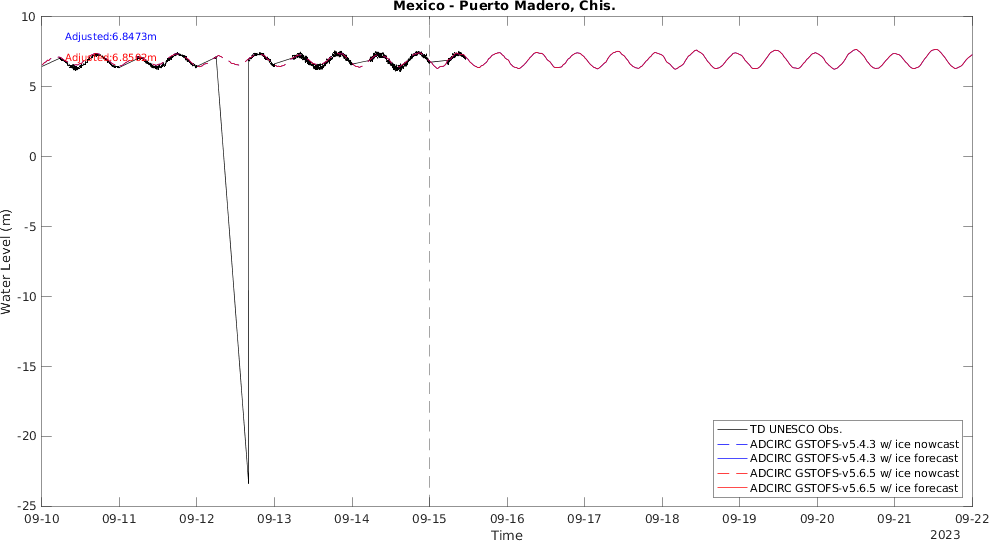 Mexico - Puerto Madero, Chis.
10
5
0
-5
-10
-15
-20
-25
Water Level (m)
Adjusted:6.8473m
TD UNESCO Obs.
ADCIRC GSTOFS-v5.4.3 w/ ice nowcast
ADCIRC GSTOFS-v5.4.3 w/ ice forecast
ADCIRC GSTOFS-v5.6.5 w/ ice nowcast
ADCIRC GSTOFS-v5.6.5 w/ ice forecast
09-10 09-11 09-12 09-13 09-14 09-15 09-16 09-17 09-18 09-19 09-20 09-21 09-22
Time
2023